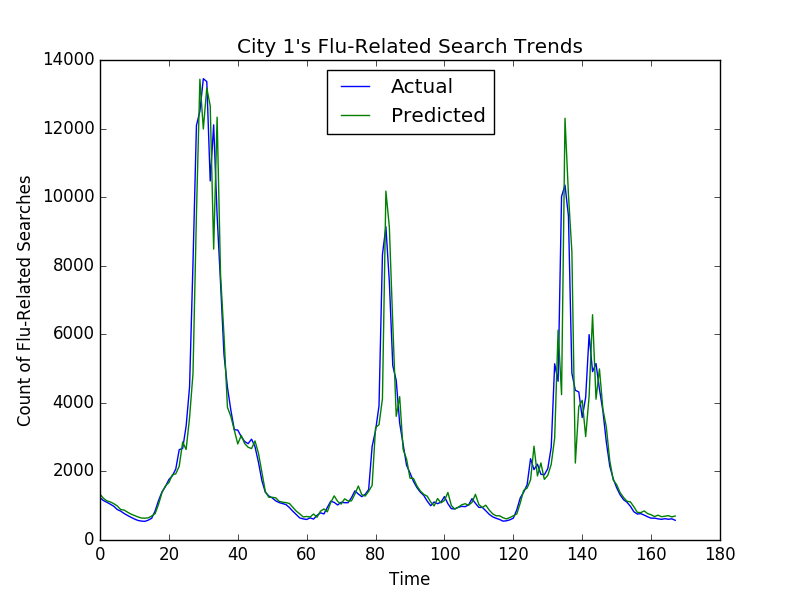 City 1's Flu-Related Search Trends
14000
12000
10000
8000
6000
4000
2000
0
Count of Flu-Related Searches
Actual
Predicted
0 20 40 60 80 100 120 140 160 180
Time